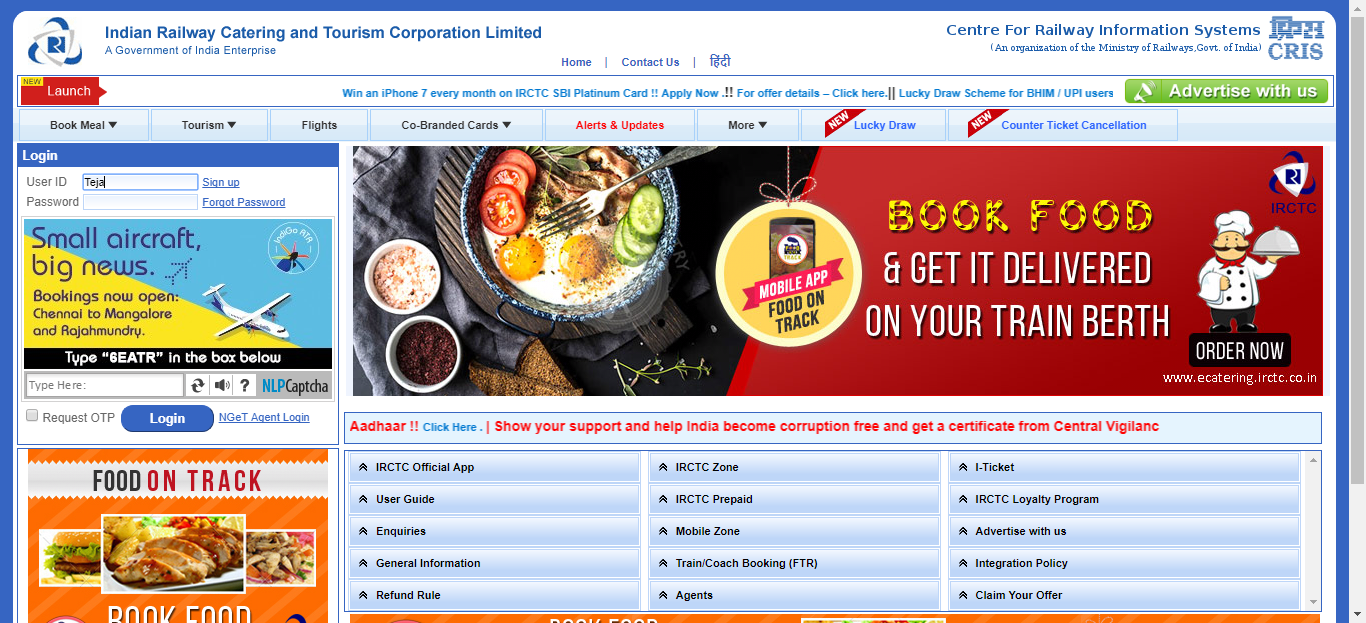 Indian Railway Catering and Tourism Corporation Limited
A Government of India Enterprise
Centre For Railway Information Systems
(An organization of the Ministry of Railways,Govt. of India)
CRIS
Home | Contact Us | हिंदी
NEW
Launch
Win an iPhone 7 every month on IRCTC SBI Platinum Card !! Apply Now .!! For offer details – Click here.|| Lucky Draw Scheme for BHIM / UPI users
Advertise with us
Book Meal Tourism Flights Co-Branded Cards Alerts & Updates More NEW Lucky Draw NEW Counter Ticket Cancellation
Login
User ID Teja Sign up
Password Forgot Password
Small aircraft,
big news.
IndiGo ATR
Bookings now open:
Chennai to Mangalore
and Rajahmundry.
Type “6EATR” in the box below
Type Here: ? NLPCaptcha
Request OTP Login NGeT Agent Login
IRCTC
BOOK FOOD
& GET IT DELIVERED
ON YOUR TRAIN BERTH
MOBILE APP
FOOD ON
TRACK
ORDER NOW
www.ecatering.irctc.co.in
Aadhaar !! Click Here . | Show your support and help India become corruption free and get a certificate from Central Vigilanc
FOOD ON TRACK
BOOK FOOD
IRCTC Official App IRCTC Zone I-Ticket
User Guide IRCTC Prepaid IRCTC Loyalty Program
Enquiries Mobile Zone Advertise with us
General Information Train/Coach Booking (FTR) Integration Policy
Refund Rule Agents Claim Your Offer
BOOK FOOD